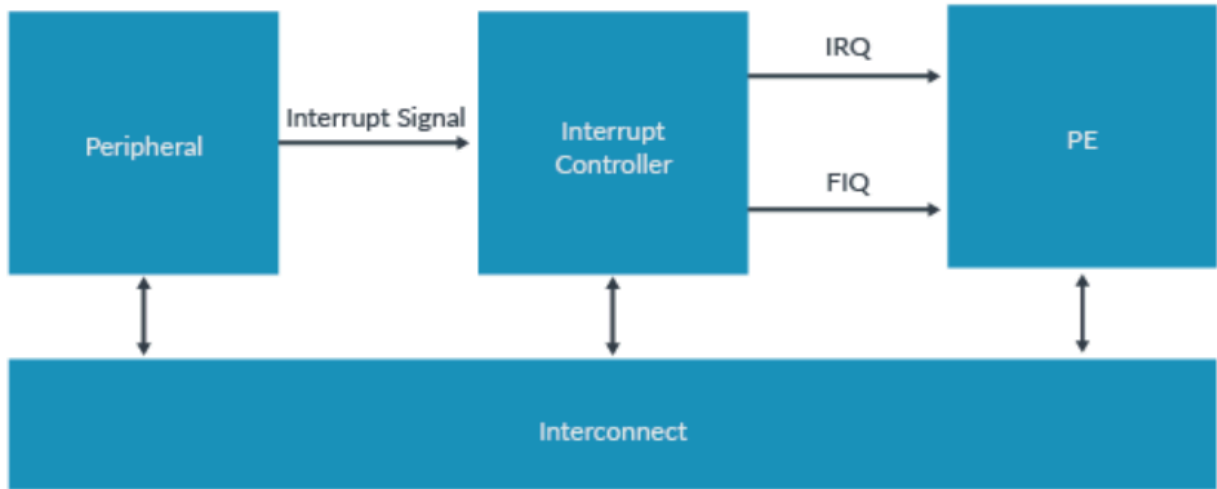 IRQ
Interrupt Signal
Peripheral
Interrupt
Controller
PE
FIQ
Interconnect